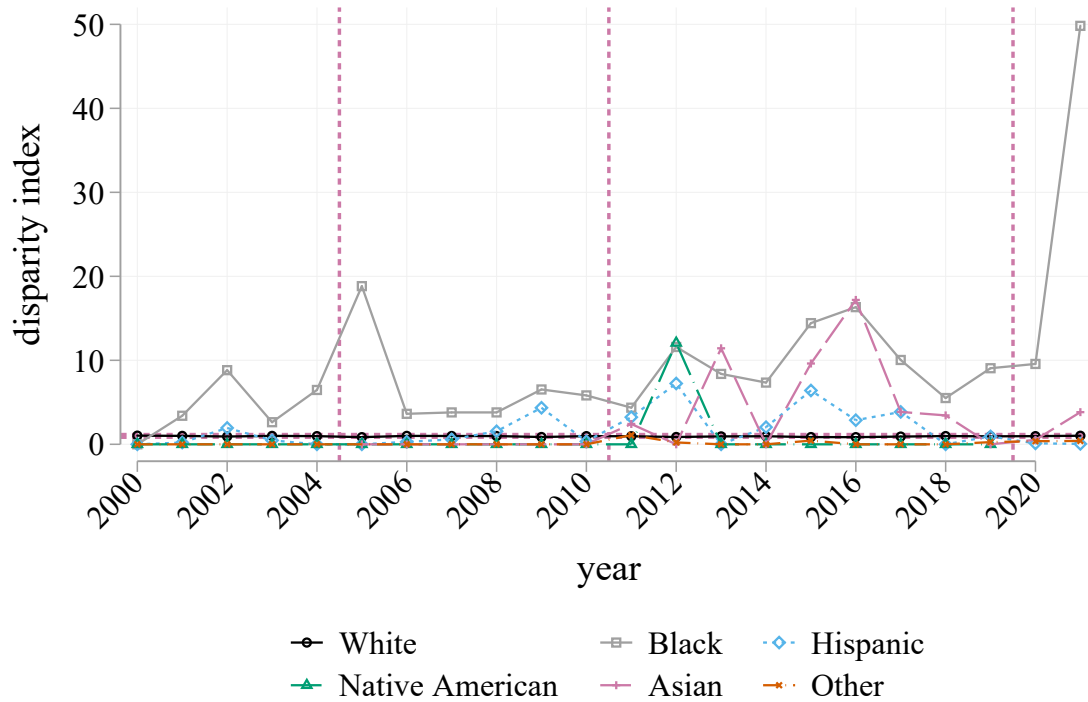 50
40
30
20
10
0
disparity index
2000 2002 2004 2006 2008 2010 2012 2014 2016 2018 2020
year
White Black Hispanic
Native American Asian Other